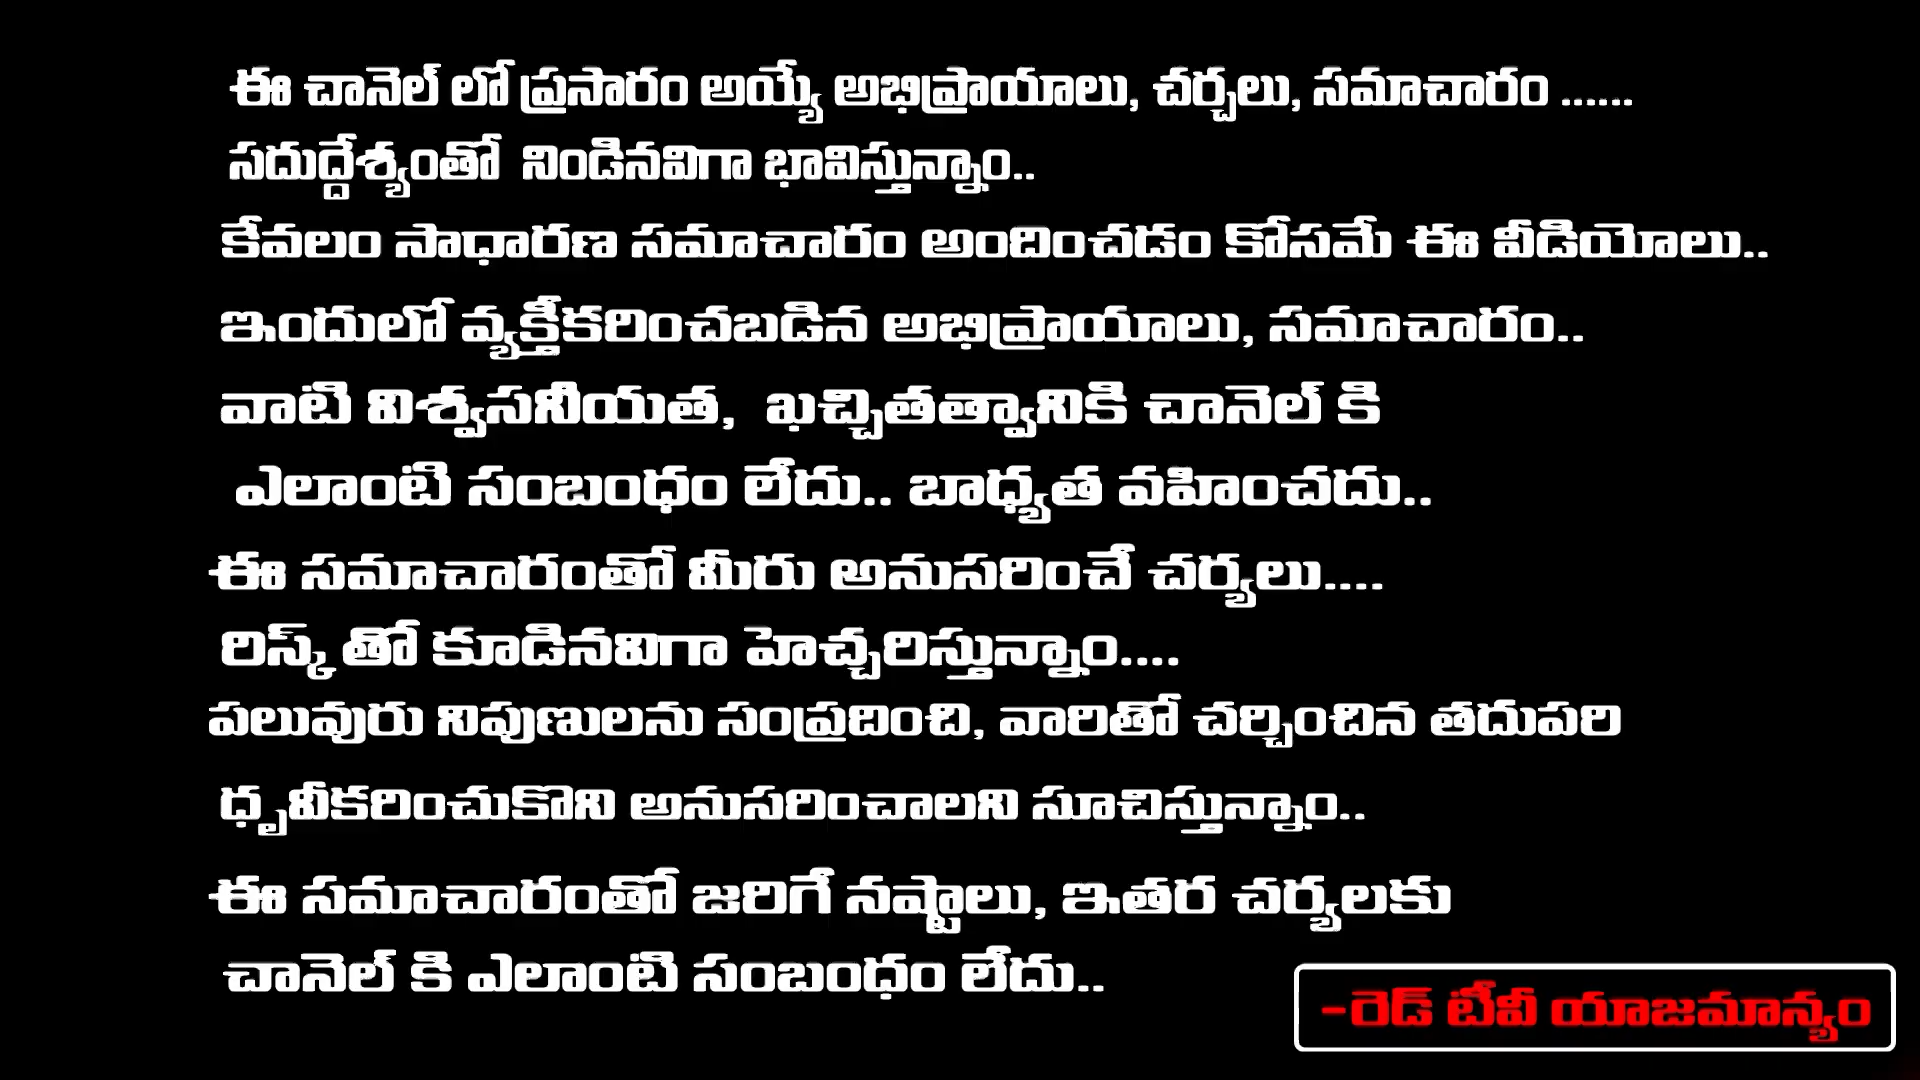 ఈ చానెల్ లో ప్రసారం అయ్యే అభిప్రాయాలు, చర్చలు, సమాచారం ......
సదుద్దేశ్యంతో నిండినవిగా భావిస్తున్నాం..
కేవలం సాధారణ సమాచారం అందించడం కోసమే ఈ వీడియోలు..
ఇందులో వ్యక్తీకరించబడిన అభిప్రాయాలు, సమాచారం..
వాటి విశ్వసనీయత, ఖచ్చితత్వానికి చానెల్ కి
ఎలాంటి సంబంధం లేదు.. బాధ్యత వహించదు..
ఈ సమాచారంతో మీరు అనుసరించే చర్యలు....
రిస్క్ తో కూడినవిగా హెచ్చరిస్తున్నాం....
పలువురు నిపుణులను సంప్రదించి, వారితో చర్చించిన తదుపరి
ధృవీకరించుకొని అనుసరించాలని సూచిస్తున్నాం..
ఈ సమాచారంతో జరిగే నష్టాలు, ఇతర చర్యలకు
చానెల్ కి ఎలాంటి సంబంధం లేదు..
-రెడ్ టీవీ యాజమాన్యం